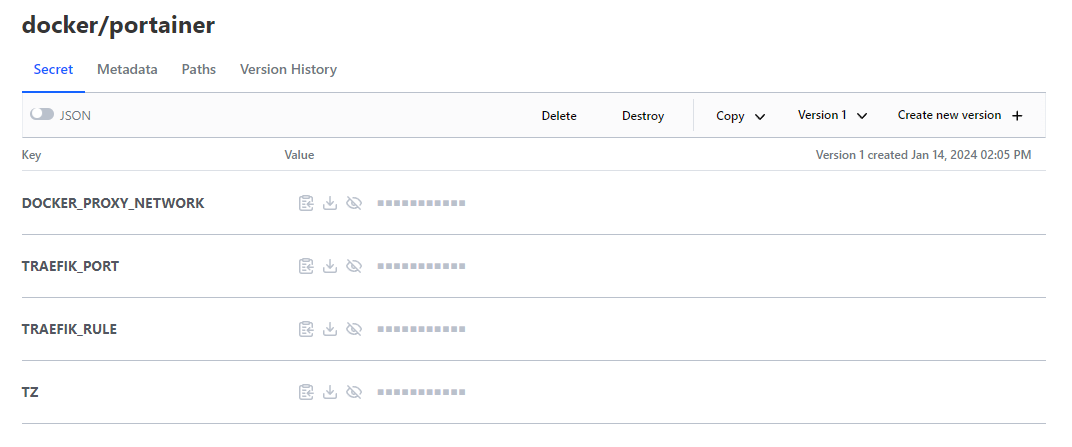 docker/portainer
Secret Metadata Paths Version History
JSON Delete Destroy Copy Version 1 Create new version +
Key Value Version 1 created Jan 14, 2024 02:05 PM
DOCKER_PROXY_NETWORK
TRAEFIK_PORT
TRAEFIK_RULE
TZ